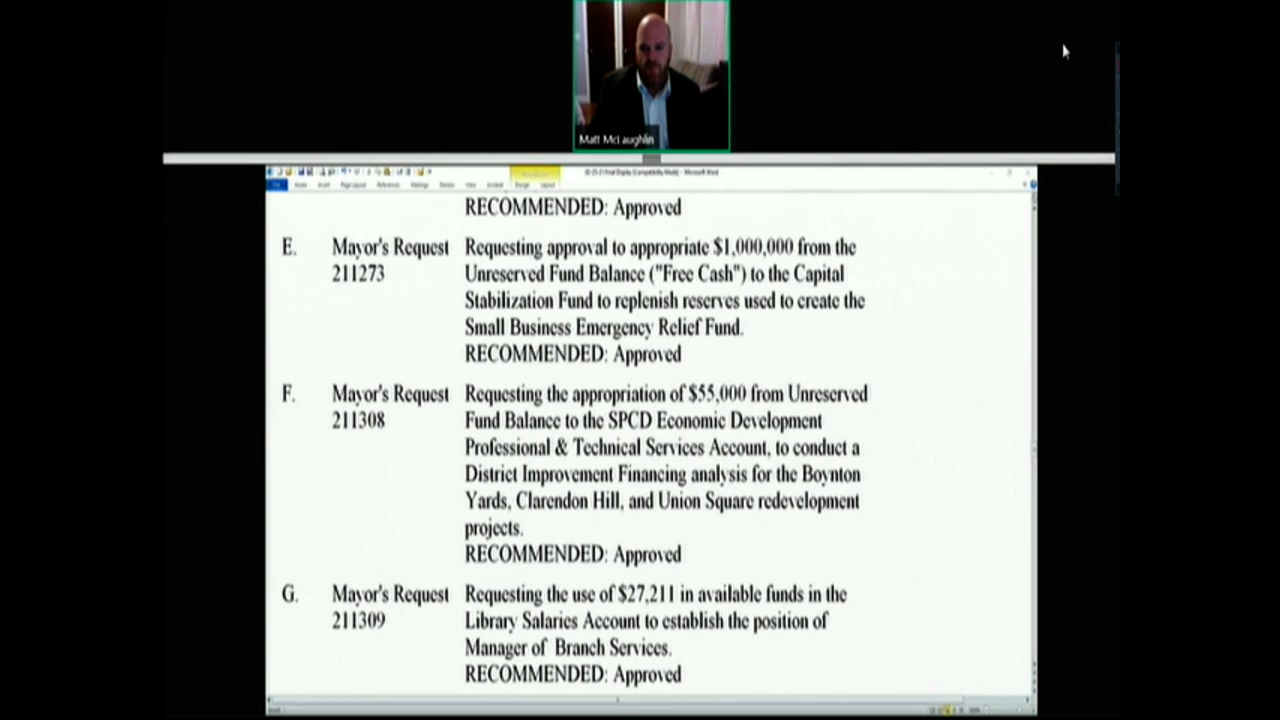 Matt McLaughlin
RECOMMENDED: Approved
E. Mayor's Request Requesting approval to appropriate $1,000,000 from the
211273 Unreserved Fund Balance ("Free Cash") to the Capital
Stabilization Fund to replenish reserves used to create the
Small Business Emergency Relief Fund.
RECOMMENDED: Approved
F. Mayor's Request Requesting the appropriation of $55,000 from Unreserved
211308 Fund Balance to the SPCD Economic Development
Professional & Technical Services Account, to conduct a
District Improvement Financing analysis for the Boynton
Yards, Clarendon Hill, and Union Square redevelopment
projects.
RECOMMENDED: Approved
G. Mayor's Request Requesting the use of $27,211 in available funds in the
211309 Library Salaries Account to establish the position of
Manager of Branch Services.
RECOMMENDED: Approved